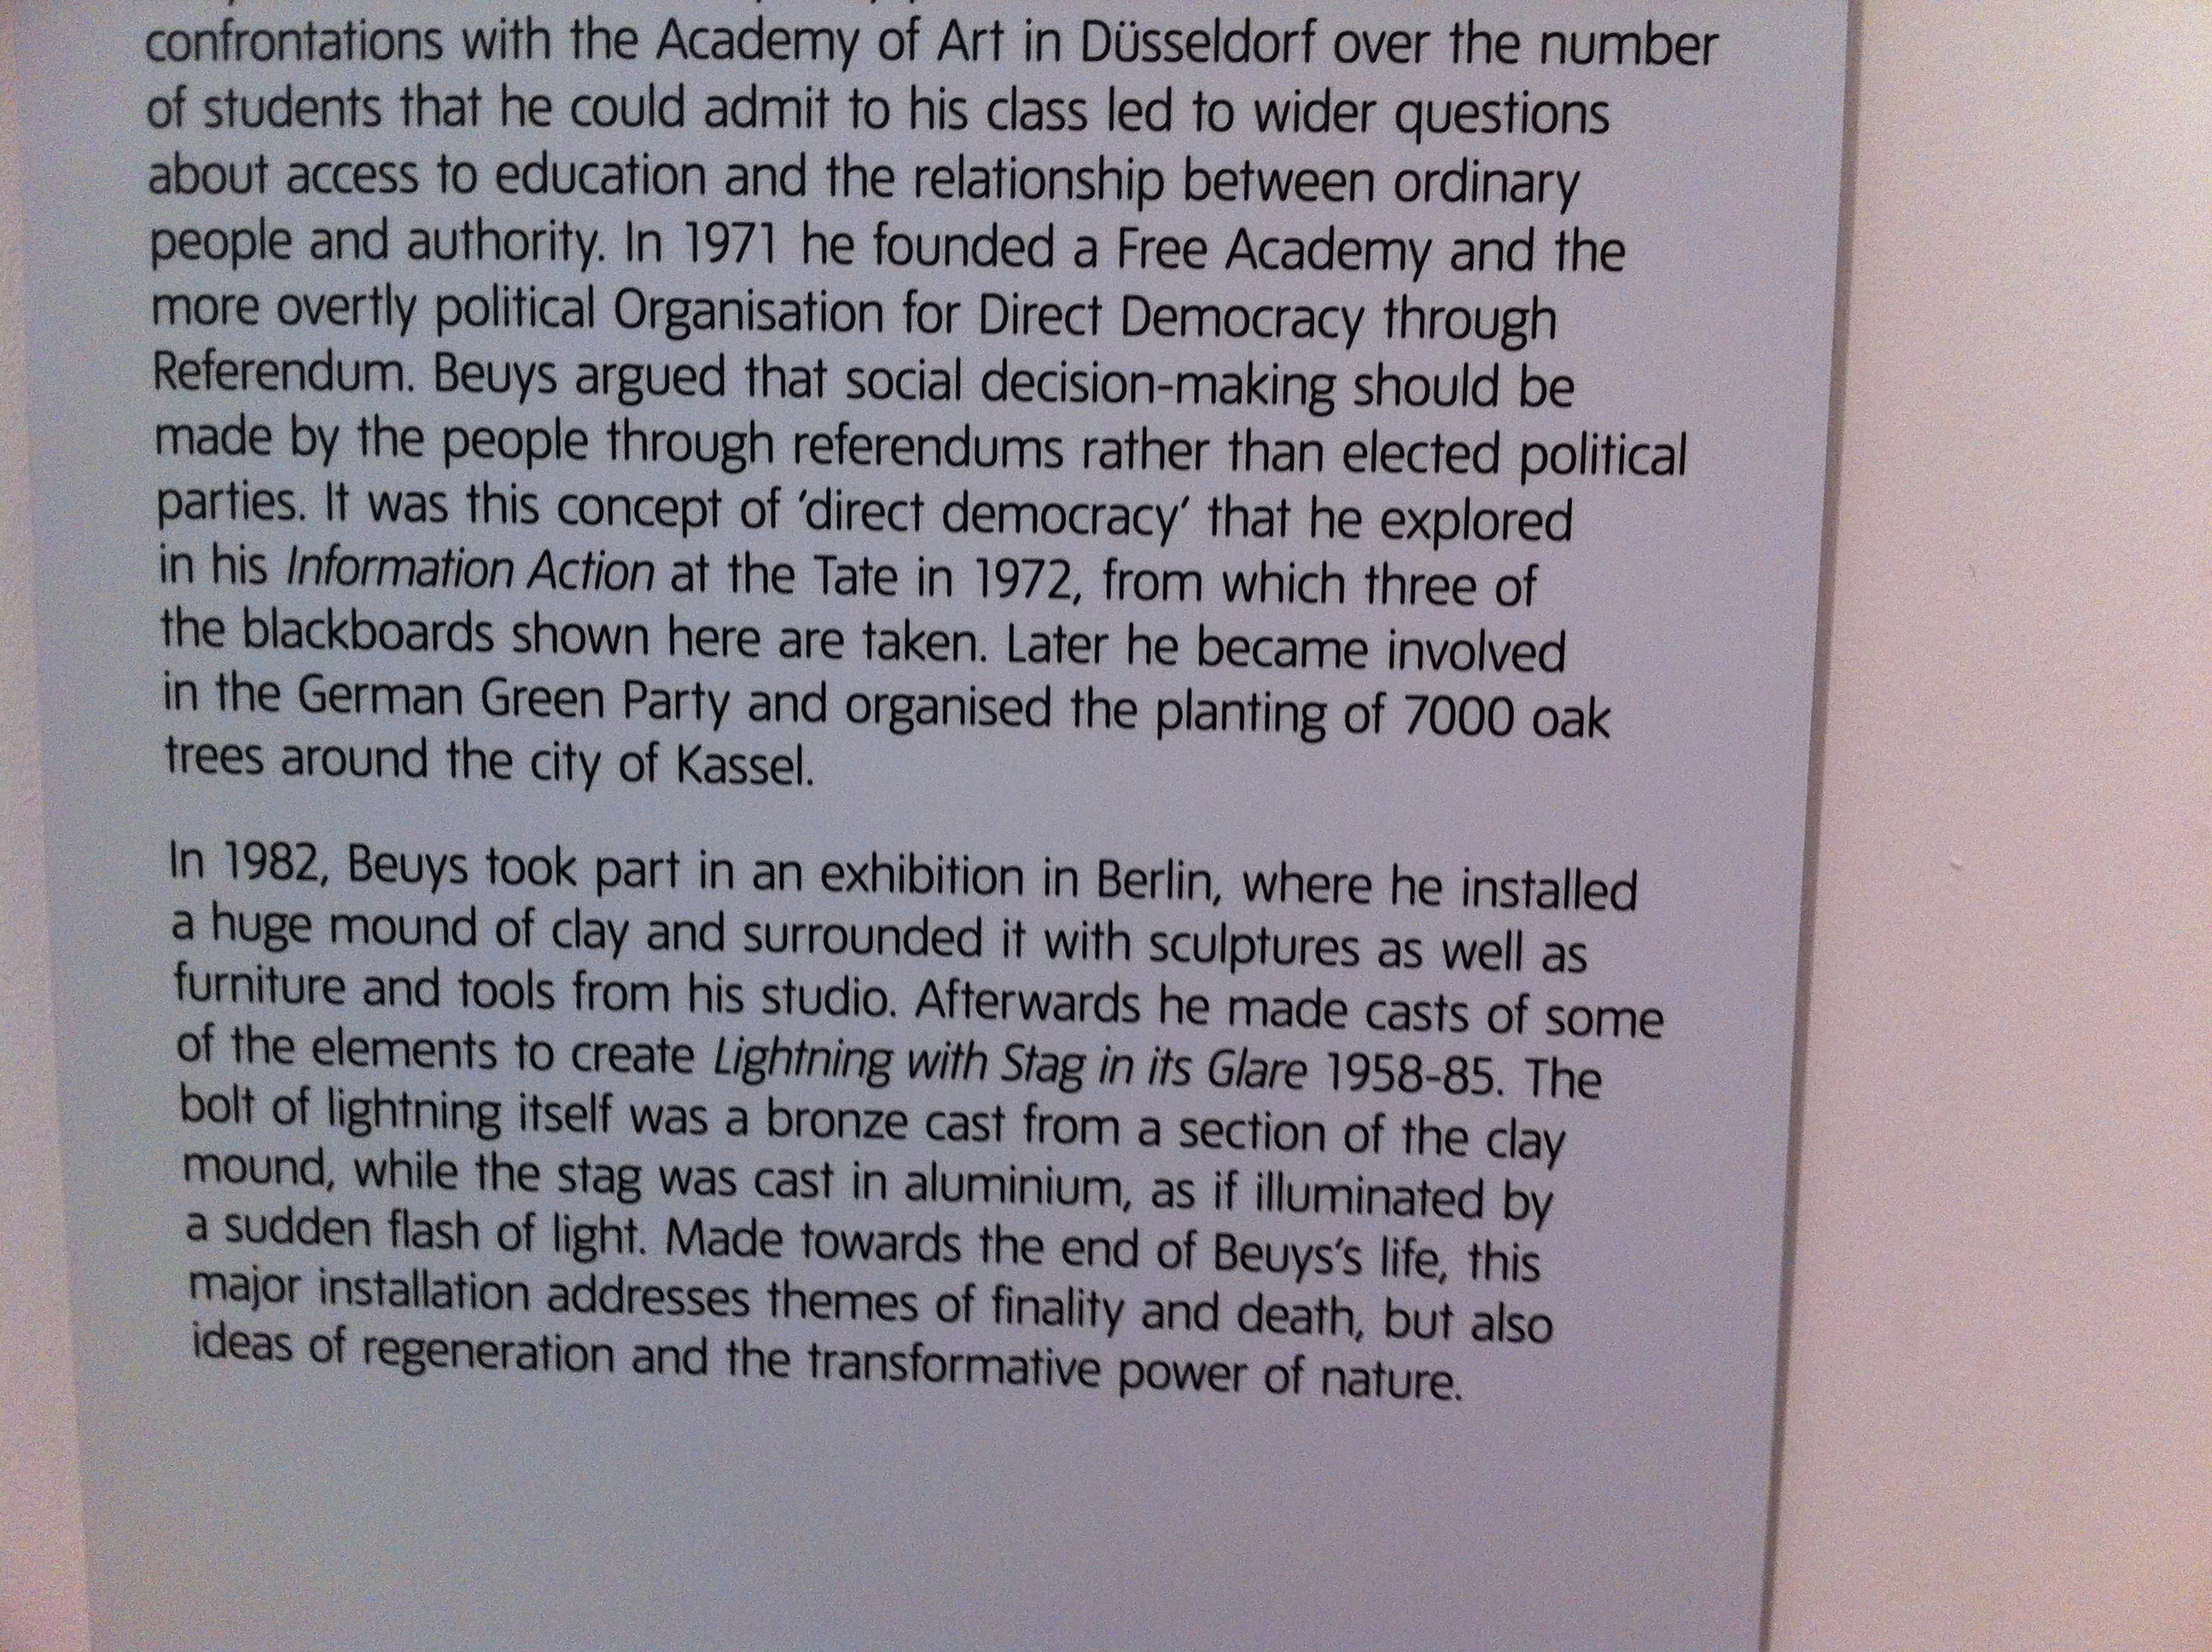 confrontations with the Academy of Art in Düsseldorf over the number
of students that he could admit to his class led to wider questions
about access to education and the relationship between ordinary
people and authority. In 1971 he founded a Free Academy and the
more overtly political Organisation for Direct Democracy through
Referendum. Beuys argued that social decision-making should be
made by the people through referendums rather than elected political
parties. It was this concept of ‘direct democracy’ that he explored
in his Information Action at the Tate in 1972, from which three of
the blackboards shown here are taken. Later he became involved
in the German Green Party and organised the planting of 7000 oak
trees around the city of Kassel.
In 1982, Beuys took part in an exhibition in Berlin, where he installed
a huge mound of clay and surrounded it with sculptures as well as
furniture and tools from his studio. Afterwards he made casts of some
of the elements to create Lightning with Stag in its Glare 1958-85. The
bolt of lightning itself was a bronze cast from a section of the clay
mound, while the stag was cast in aluminium, as if illuminated by
a sudden flash of light. Made towards the end of Beuys’s life, this
major installation addresses themes of finality and death, but also
ideas of regeneration and the transformative power of nature.